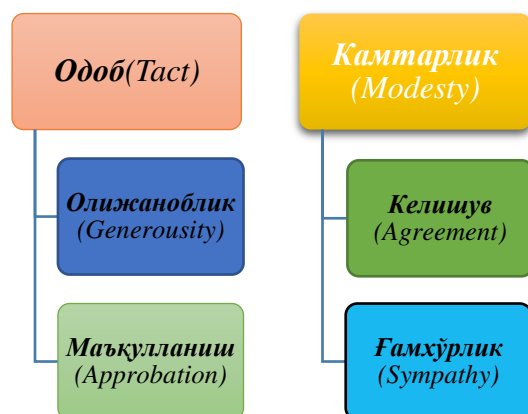 Одоб(Tact)
Олижаноблик
(Generousity)
Маъқулланиш
(Approbation)
Камтарлик
(Modesty)
Келишув
(Agreement)
Ғамхўрлик
(Sympathy)